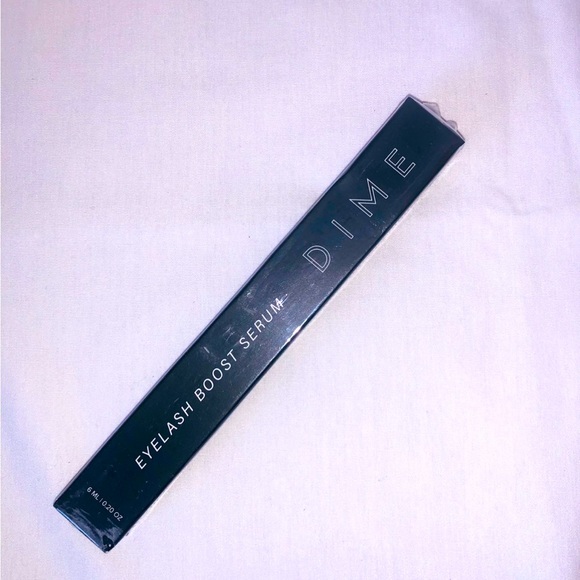 DIME
EYELASH BOOST SERUM
6 ML | 0.20 OZ